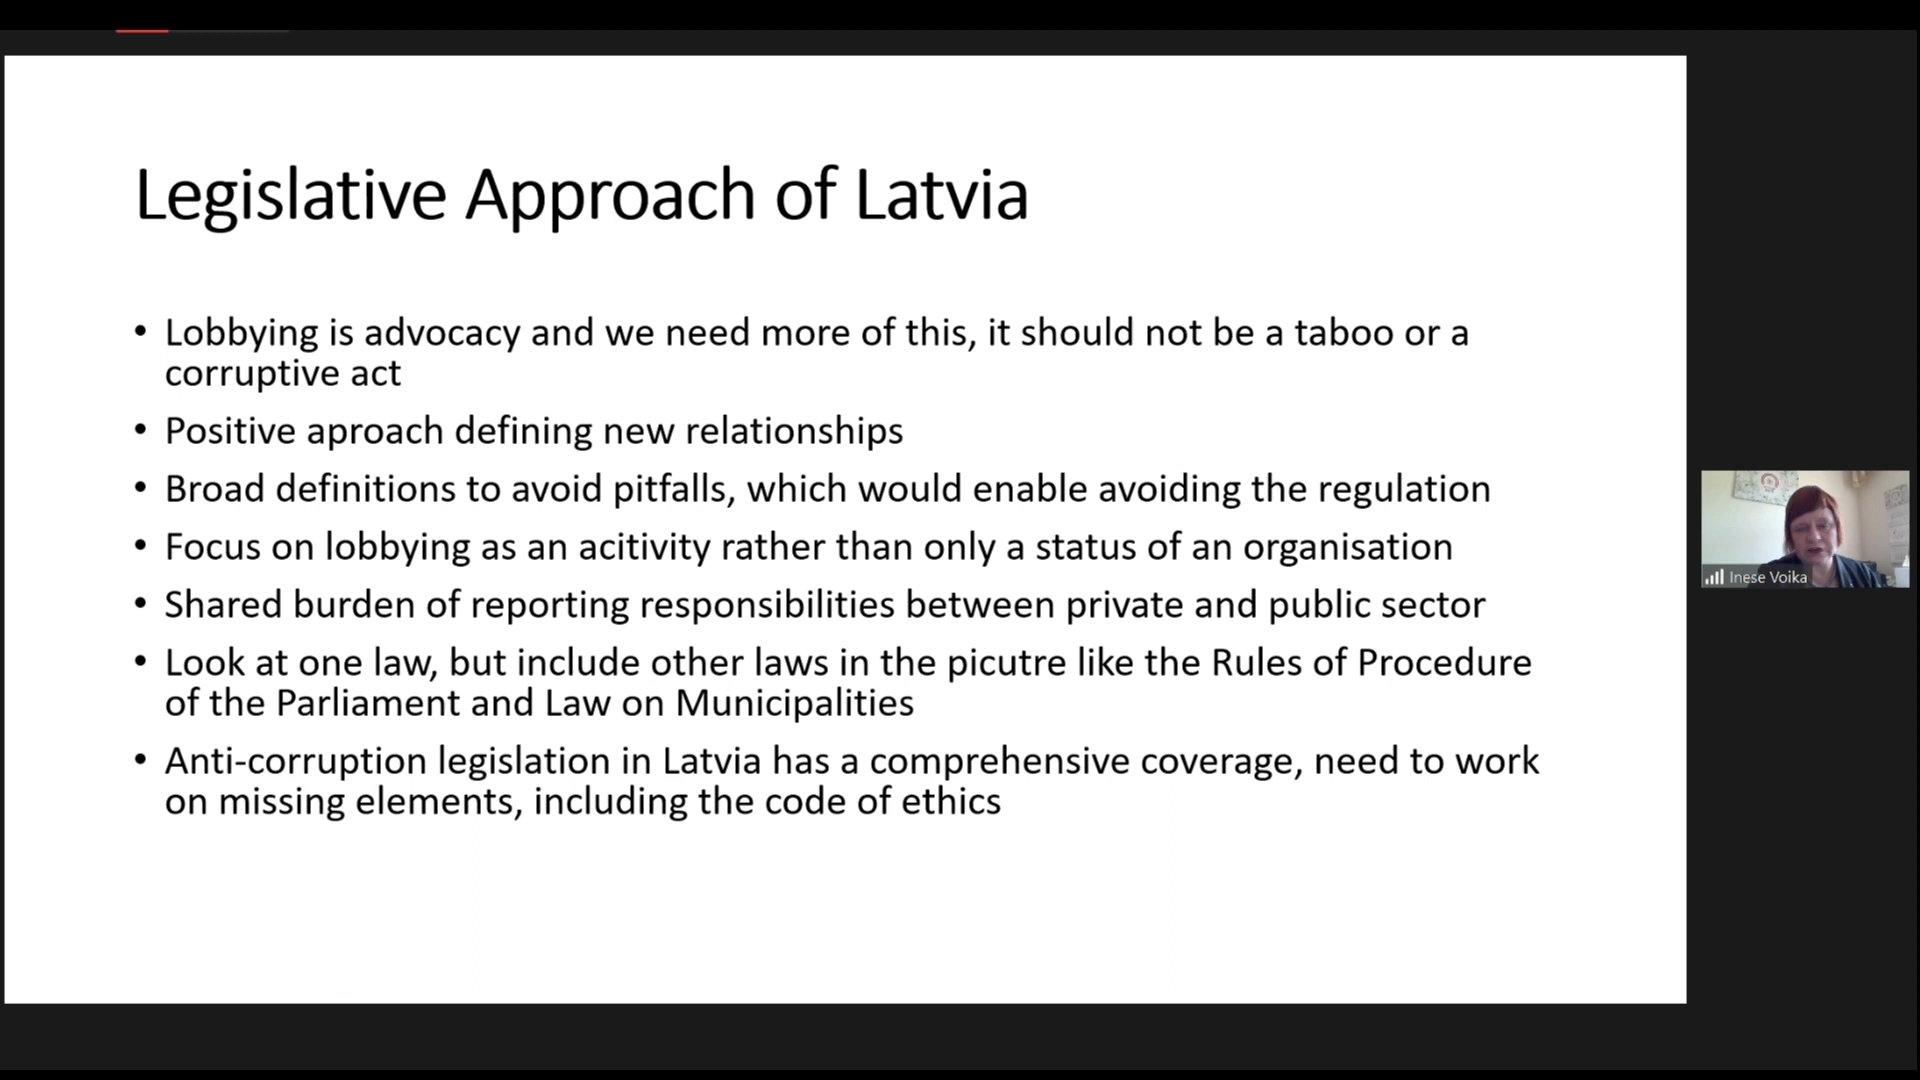 Legislative Approach of Latvia
• Lobbying is advocacy and we need more of this, it should not be a taboo or a
corruptive act
• Positive aproach defining new relationships
• Broad definitions to avoid pitfalls, which would enable avoiding the regulation
• Focus on lobbying as an acitivity rather than only a status of an organisation
• Shared burden of reporting responsibilities between private and public sector
• Look at one law, but include other laws in the picutre like the Rules of Procedure
of the Parliament and Law on Municipalities
• Anti-corruption legislation in Latvia has a comprehensive coverage, need to work
on missing elements, including the code of ethics
Inese Voika